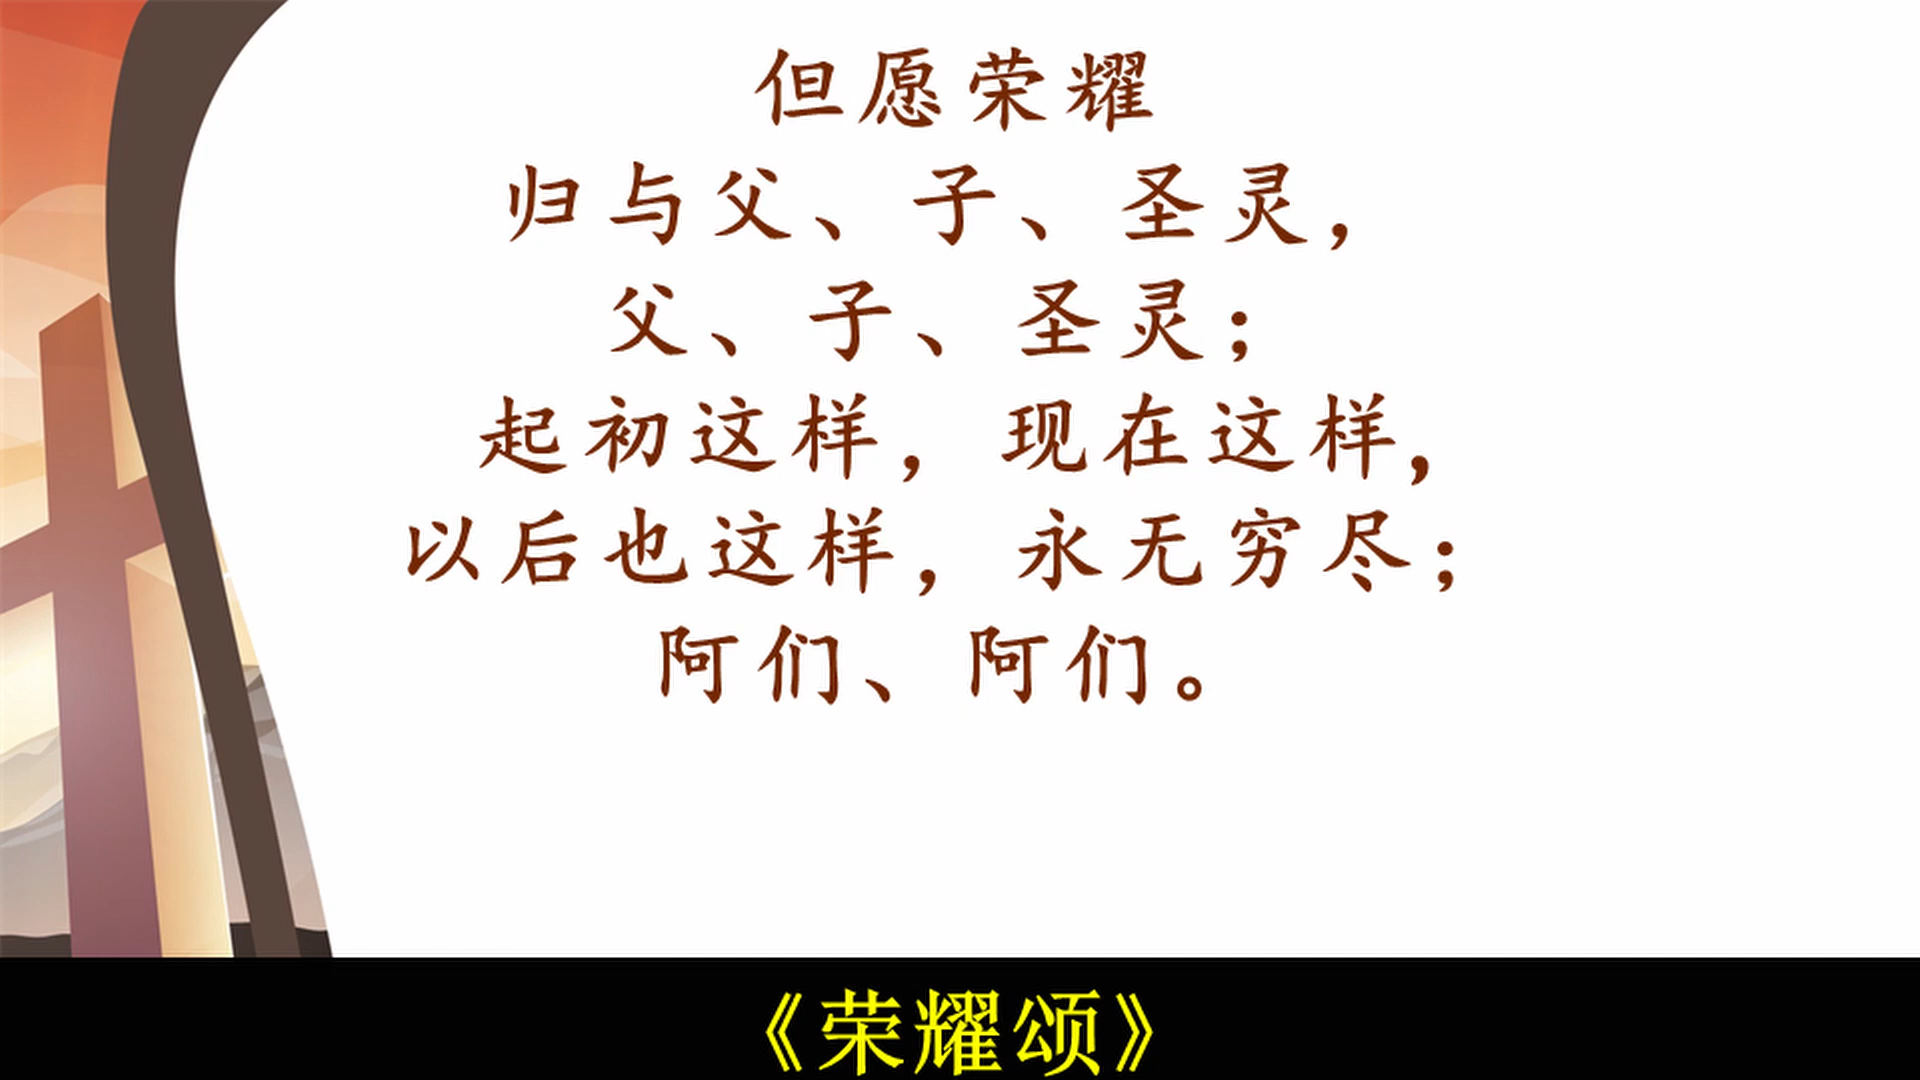 但愿荣耀
归与父、子、圣灵，
父、子、圣灵；
起初这样，现在这样，
以后也这样，永无穷尽；
阿们、阿们。
《荣耀颂》